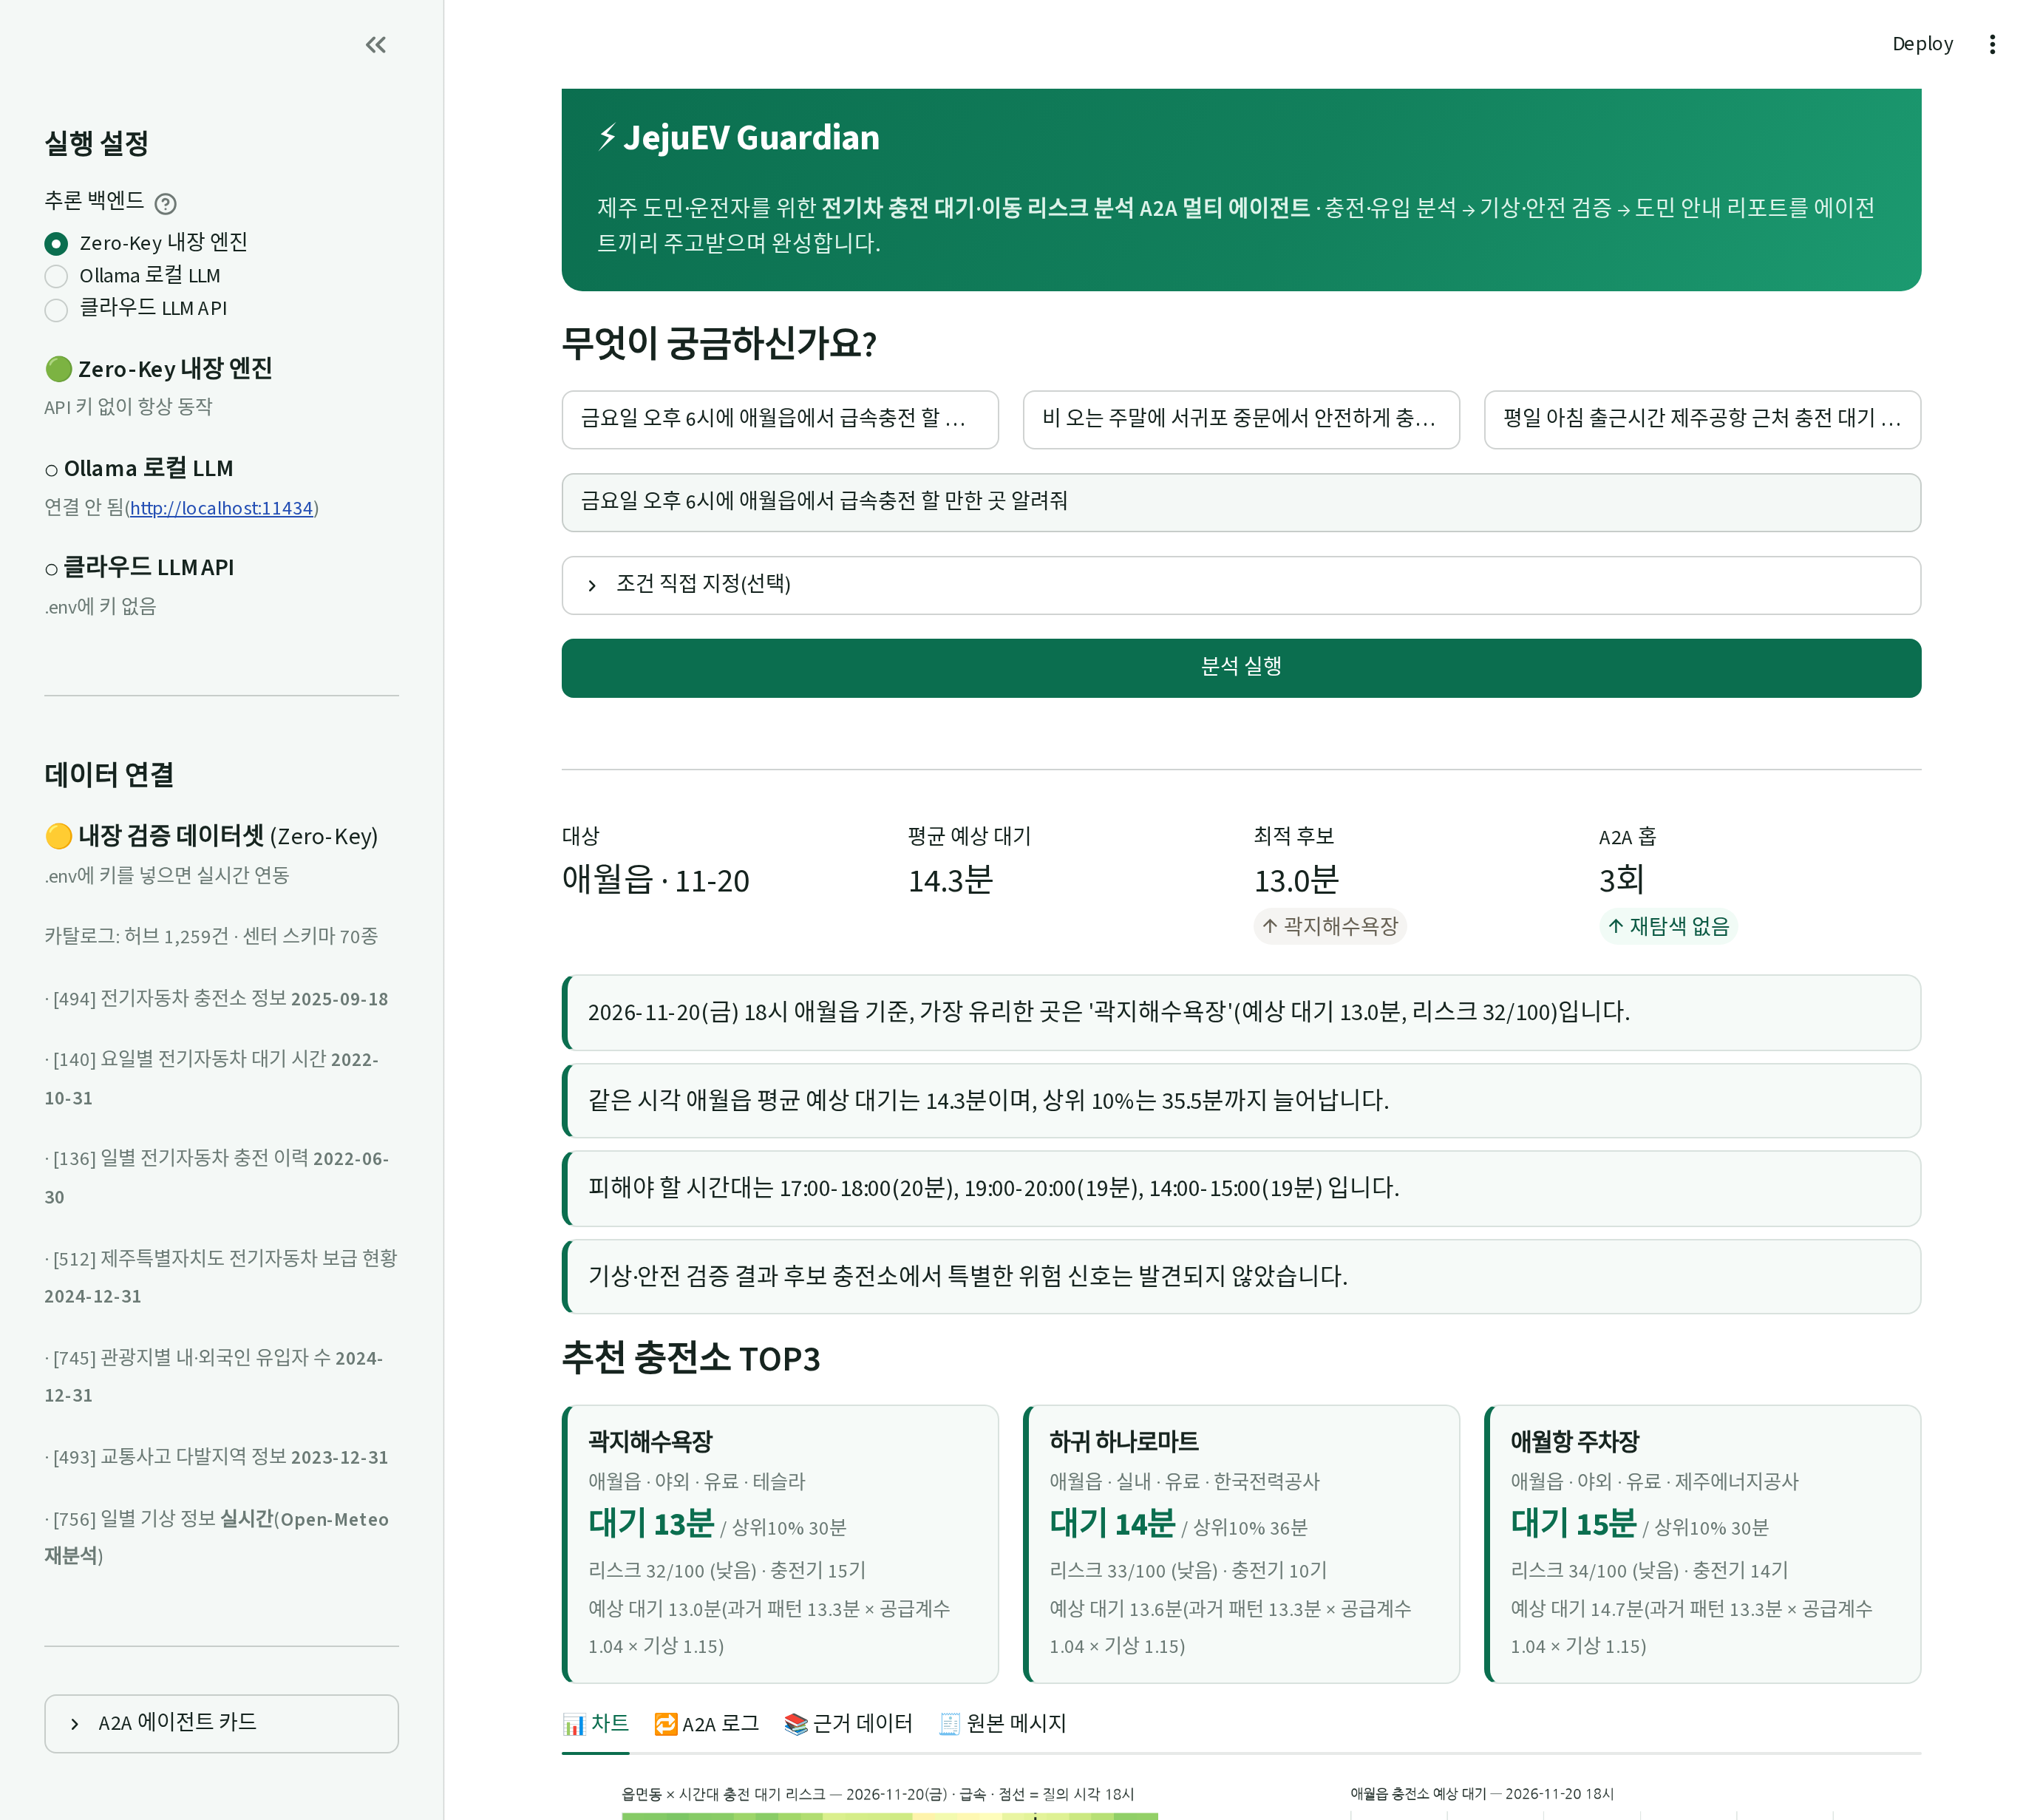 Deploy
실행 설정
추론 백엔드
Zero-Key 내장 엔진
Ollama 로컬 LLM
클라우드 LLM API
Zero-Key 내장 엔진
API 키 없이 항상 동작
Ollama 로컬 LLM
연결 안 됨(http://localhost:11434)
클라우드 LLM API
.env에 키 없음
데이터 연결
내장 검증 데이터셋 (Zero-Key)
.env에 키를 넣으면 실시간 연동
카탈로그: 허브 1,259건 · 센터 스키마 70종
· [494] 전기자동차 충전소 정보 2025-09-18
· [140] 요일별 전기자동차 대기 시간 2022-
10-31
· [136] 일별 전기자동차 충전 이력 2022-06-
30
· [512] 제주특별자치도 전기자동차 보급 현황
2024-12-31
· [745] 관광지별 내·외국인 유입자 수 2024-
12-31
· [493] 교통사고 다발지역 정보 2023-12-31
· [756] 일별 기상 정보 실시간(Open-Meteo
재분석)
A2A 에이전트 카드
⚡ JejuEV Guardian
제주 도민·운전자를 위한 전기차 충전 대기·이동 리스크 분석 A2A 멀티 에이전트 · 충전·유입 분석 → 기상·안전 검증 → 도민 안내 리포트를 에이전
트끼리 주고받으며 완성합니다.
무엇이 궁금하신가요?
금요일 오후 6시에 애월읍에서 급속충전 할 …
비 오는 주말에 서귀포 중문에서 안전하게 충…
평일 아침 출근시간 제주공항 근처 충전 대기 …
금요일 오후 6시에 애월읍에서 급속충전 할 만한 곳 알려줘
조건 직접 지정(선택)
분석 실행
대상
애월읍 · 11-20
평균 예상 대기
14.3분
최적 후보
13.0분
↑ 곽지해수욕장
A2A 홉
3회
↑ 재탐색 없음
2026-11-20(금) 18시 애월읍 기준, 가장 유리한 곳은 '곽지해수욕장'(예상 대기 13.0분, 리스크 32/100)입니다.
같은 시각 애월읍 평균 예상 대기는 14.3분이며, 상위 10%는 35.5분까지 늘어납니다.
피해야 할 시간대는 17:00-18:00(20분), 19:00-20:00(19분), 14:00-15:00(19분) 입니다.
기상·안전 검증 결과 후보 충전소에서 특별한 위험 신호는 발견되지 않았습니다.
추천 충전소 TOP3
곽지해수욕장
애월읍 · 야외 · 유료 · 테슬라
대기 13분 / 상위10% 30분
리스크 32/100 (낮음) · 충전기 15기
예상 대기 13.0분(과거 패턴 13.3분 × 공급계수
1.04 × 기상 1.15)
하귀 하나로마트
애월읍 · 실내 · 유료 · 한국전력공사
대기 14분 / 상위10% 36분
리스크 33/100 (낮음) · 충전기 10기
예상 대기 13.6분(과거 패턴 13.3분 × 공급계수
1.04 × 기상 1.15)
애월항 주차장
애월읍 · 야외 · 유료 · 제주에너지공사
대기 15분 / 상위10% 30분
리스크 34/100 (낮음) · 충전기 14기
예상 대기 14.7분(과거 패턴 13.3분 × 공급계수
1.04 × 기상 1.15)
차트
A2A 로그
근거 데이터
원본 메시지
읍면동 × 시간대 충전 대기 리스크 — 2026-11-20(금) · 급속 · 점선 = 질의 시각 18시
애월읍 충전소 예상 대기 — 2026-11-20 18시